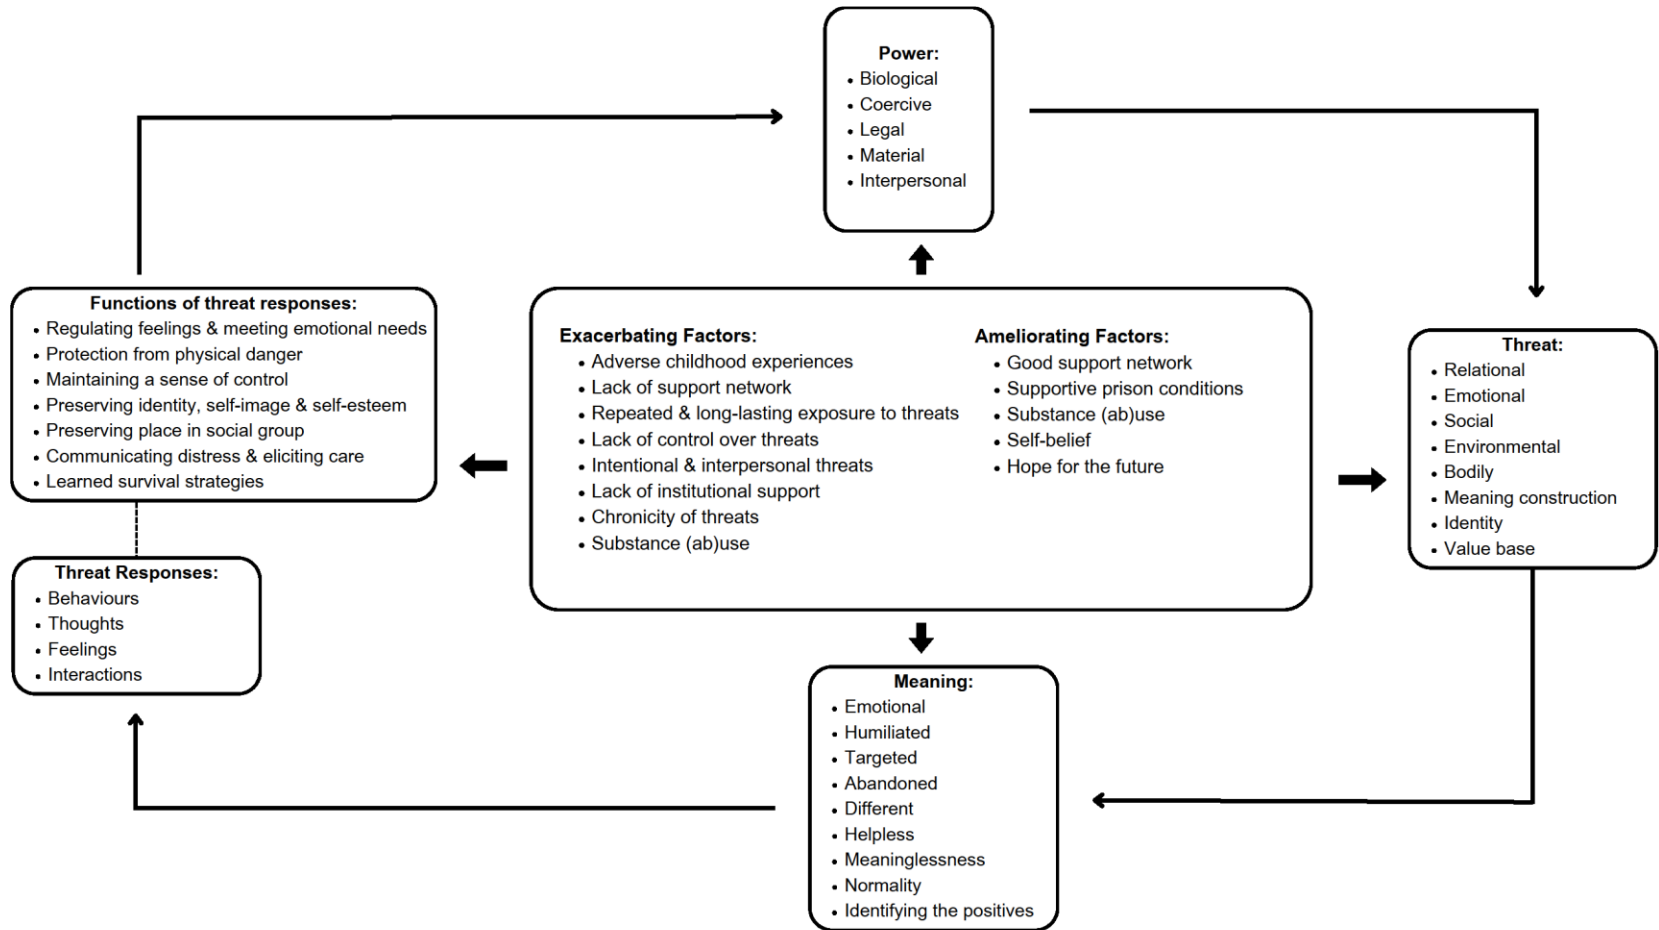 Power:
• Biological
• Coercive
• Legal
• Material
• Interpersonal
Functions of threat responses:
• Regulating feelings & meeting emotional needs
• Protection from physical danger
• Maintaining a sense of control
• Preserving identity, self-image & self-esteem
• Preserving place in social group
• Communicating distress & eliciting care
• Learned survival strategies
Exacerbating Factors:
• Adverse childhood experiences
• Lack of support network
• Repeated & long-lasting exposure to threats
• Lack of control over threats
• Intentional & interpersonal threats
• Lack of institutional support
• Chronicity of threats
• Substance (ab)use
Ameliorating Factors:
• Good support network
• Supportive prison conditions
• Substance (ab)use
• Self-belief
• Hope for the future
Threat:
• Relational
• Emotional
• Social
• Environmental
• Bodily
• Meaning construction
• Identity
• Value base
Threat Responses:
• Behaviours
• Thoughts
• Feelings
• Interactions
Meaning:
• Emotional
• Humiliated
• Targeted
• Abandoned
• Different
• Helpless
• Meaninglessness
• Normality
• Identifying the positives